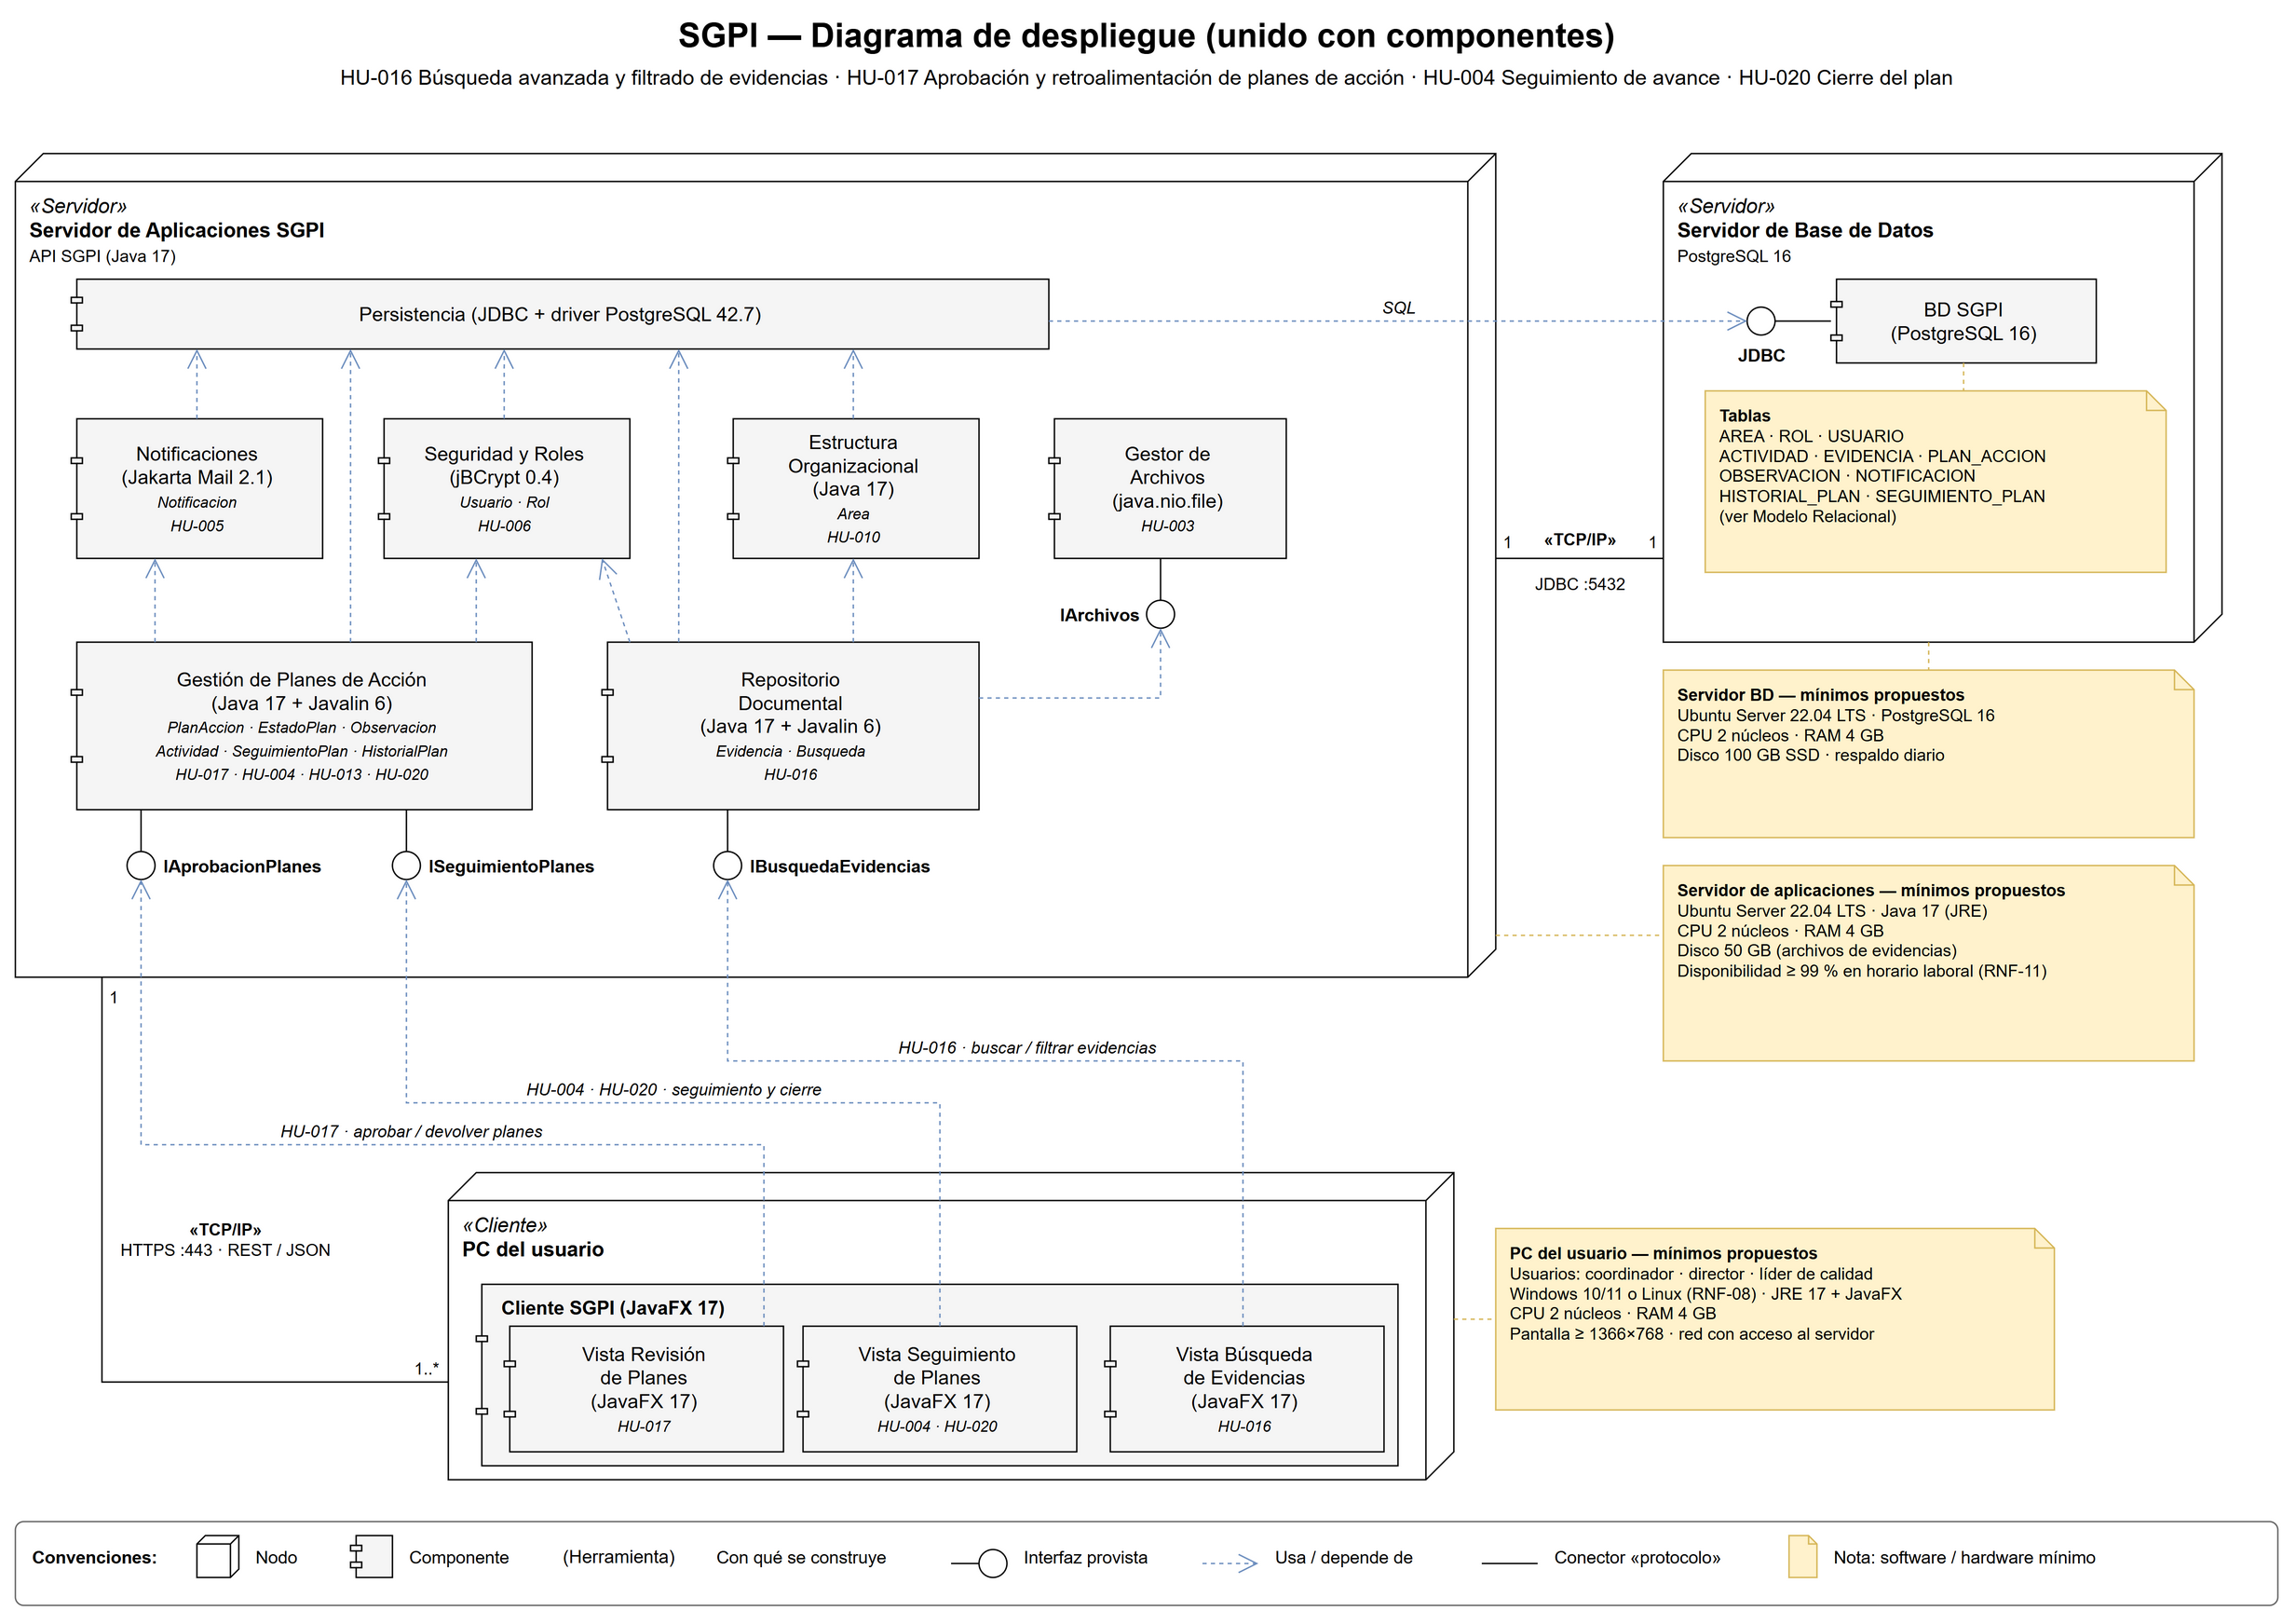 SGPI — Diagrama de despliegue (unido con componentes)
HU-016 Búsqueda avanzada y filtrado de evidencias · HU-017 Aprobación y retroalimentación de planes de acción · HU-004 Seguimiento de avance · HU-020 Cierre del plan
«Servidor»
Servidor de Aplicaciones SGPI
API SGPI (Java 17)
Persistencia (JDBC + driver PostgreSQL 42.7)
SQL
Notificaciones
(Jakarta Mail 2.1)
Notificacion
HU-005
Seguridad y Roles
(jBCrypt 0.4)
Usuario · Rol
HU-006
Estructura
Organizacional
(Java 17)
Area
HU-010
Gestor de
Archivos
(java.nio.file)
HU-003
IArchivos
Gestión de Planes de Acción
(Java 17 + Javalin 6)
PlanAccion · EstadoPlan · Observacion
Actividad · SeguimientoPlan · HistorialPlan
HU-017 · HU-004 · HU-013 · HU-020
Repositorio
Documental
(Java 17 + Javalin 6)
Evidencia · Busqueda
HU-016
IAprobacionPlanes
ISeguimientoPlanes
IBusquedaEvidencias
«Servidor»
Servidor de Base de Datos
PostgreSQL 16
JDBC
BD SGPI
(PostgreSQL 16)
Tablas
AREA · ROL · USUARIO
ACTIVIDAD · EVIDENCIA · PLAN_ACCION
OBSERVACION · NOTIFICACION
HISTORIAL_PLAN · SEGUIMIENTO_PLAN
(ver Modelo Relacional)
1
«TCP/IP»
1
JDBC :5432
Servidor BD — mínimos propuestos
Ubuntu Server 22.04 LTS · PostgreSQL 16
CPU 2 núcleos · RAM 4 GB
Disco 100 GB SSD · respaldo diario
Servidor de aplicaciones — mínimos propuestos
Ubuntu Server 22.04 LTS · Java 17 (JRE)
CPU 2 núcleos · RAM 4 GB
Disco 50 GB (archivos de evidencias)
Disponibilidad ≥ 99 % en horario laboral (RNF-11)
1
HU-016 · buscar / filtrar evidencias
HU-004 · HU-020 · seguimiento y cierre
HU-017 · aprobar / devolver planes
«TCP/IP»
HTTPS :443 · REST / JSON
1..*
«Cliente»
PC del usuario
Cliente SGPI (JavaFX 17)
Vista Revisión
de Planes
(JavaFX 17)
HU-017
Vista Seguimiento
de Planes
(JavaFX 17)
HU-004 · HU-020
Vista Búsqueda
de Evidencias
(JavaFX 17)
HU-016
PC del usuario — mínimos propuestos
Usuarios: coordinador · director · líder de calidad
Windows 10/11 o Linux (RNF-08) · JRE 17 + JavaFX
CPU 2 núcleos · RAM 4 GB
Pantalla ≥ 1366×768 · red con acceso al servidor
Convenciones:
Nodo
Componente
(Herramienta)
Con qué se construye
Interfaz provista
Usa / depende de
Conector «protocolo»
Nota: software / hardware mínimo